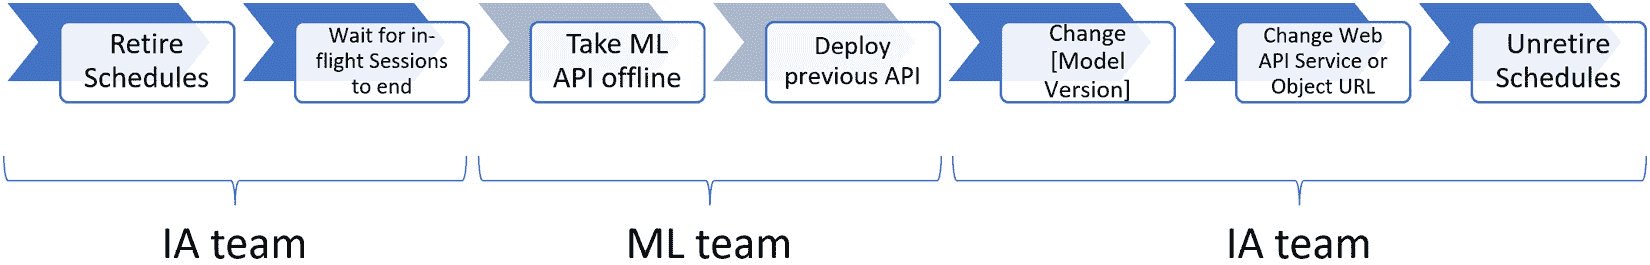 Retire
Schedules
Wait for in-
flight Sessions
to end
Take ML
API offline
Deploy
previous API
Change
[Model
Version]
Change Web
API Service or
Object URL
Unretire
Schedules
IA team
ML team
IA team